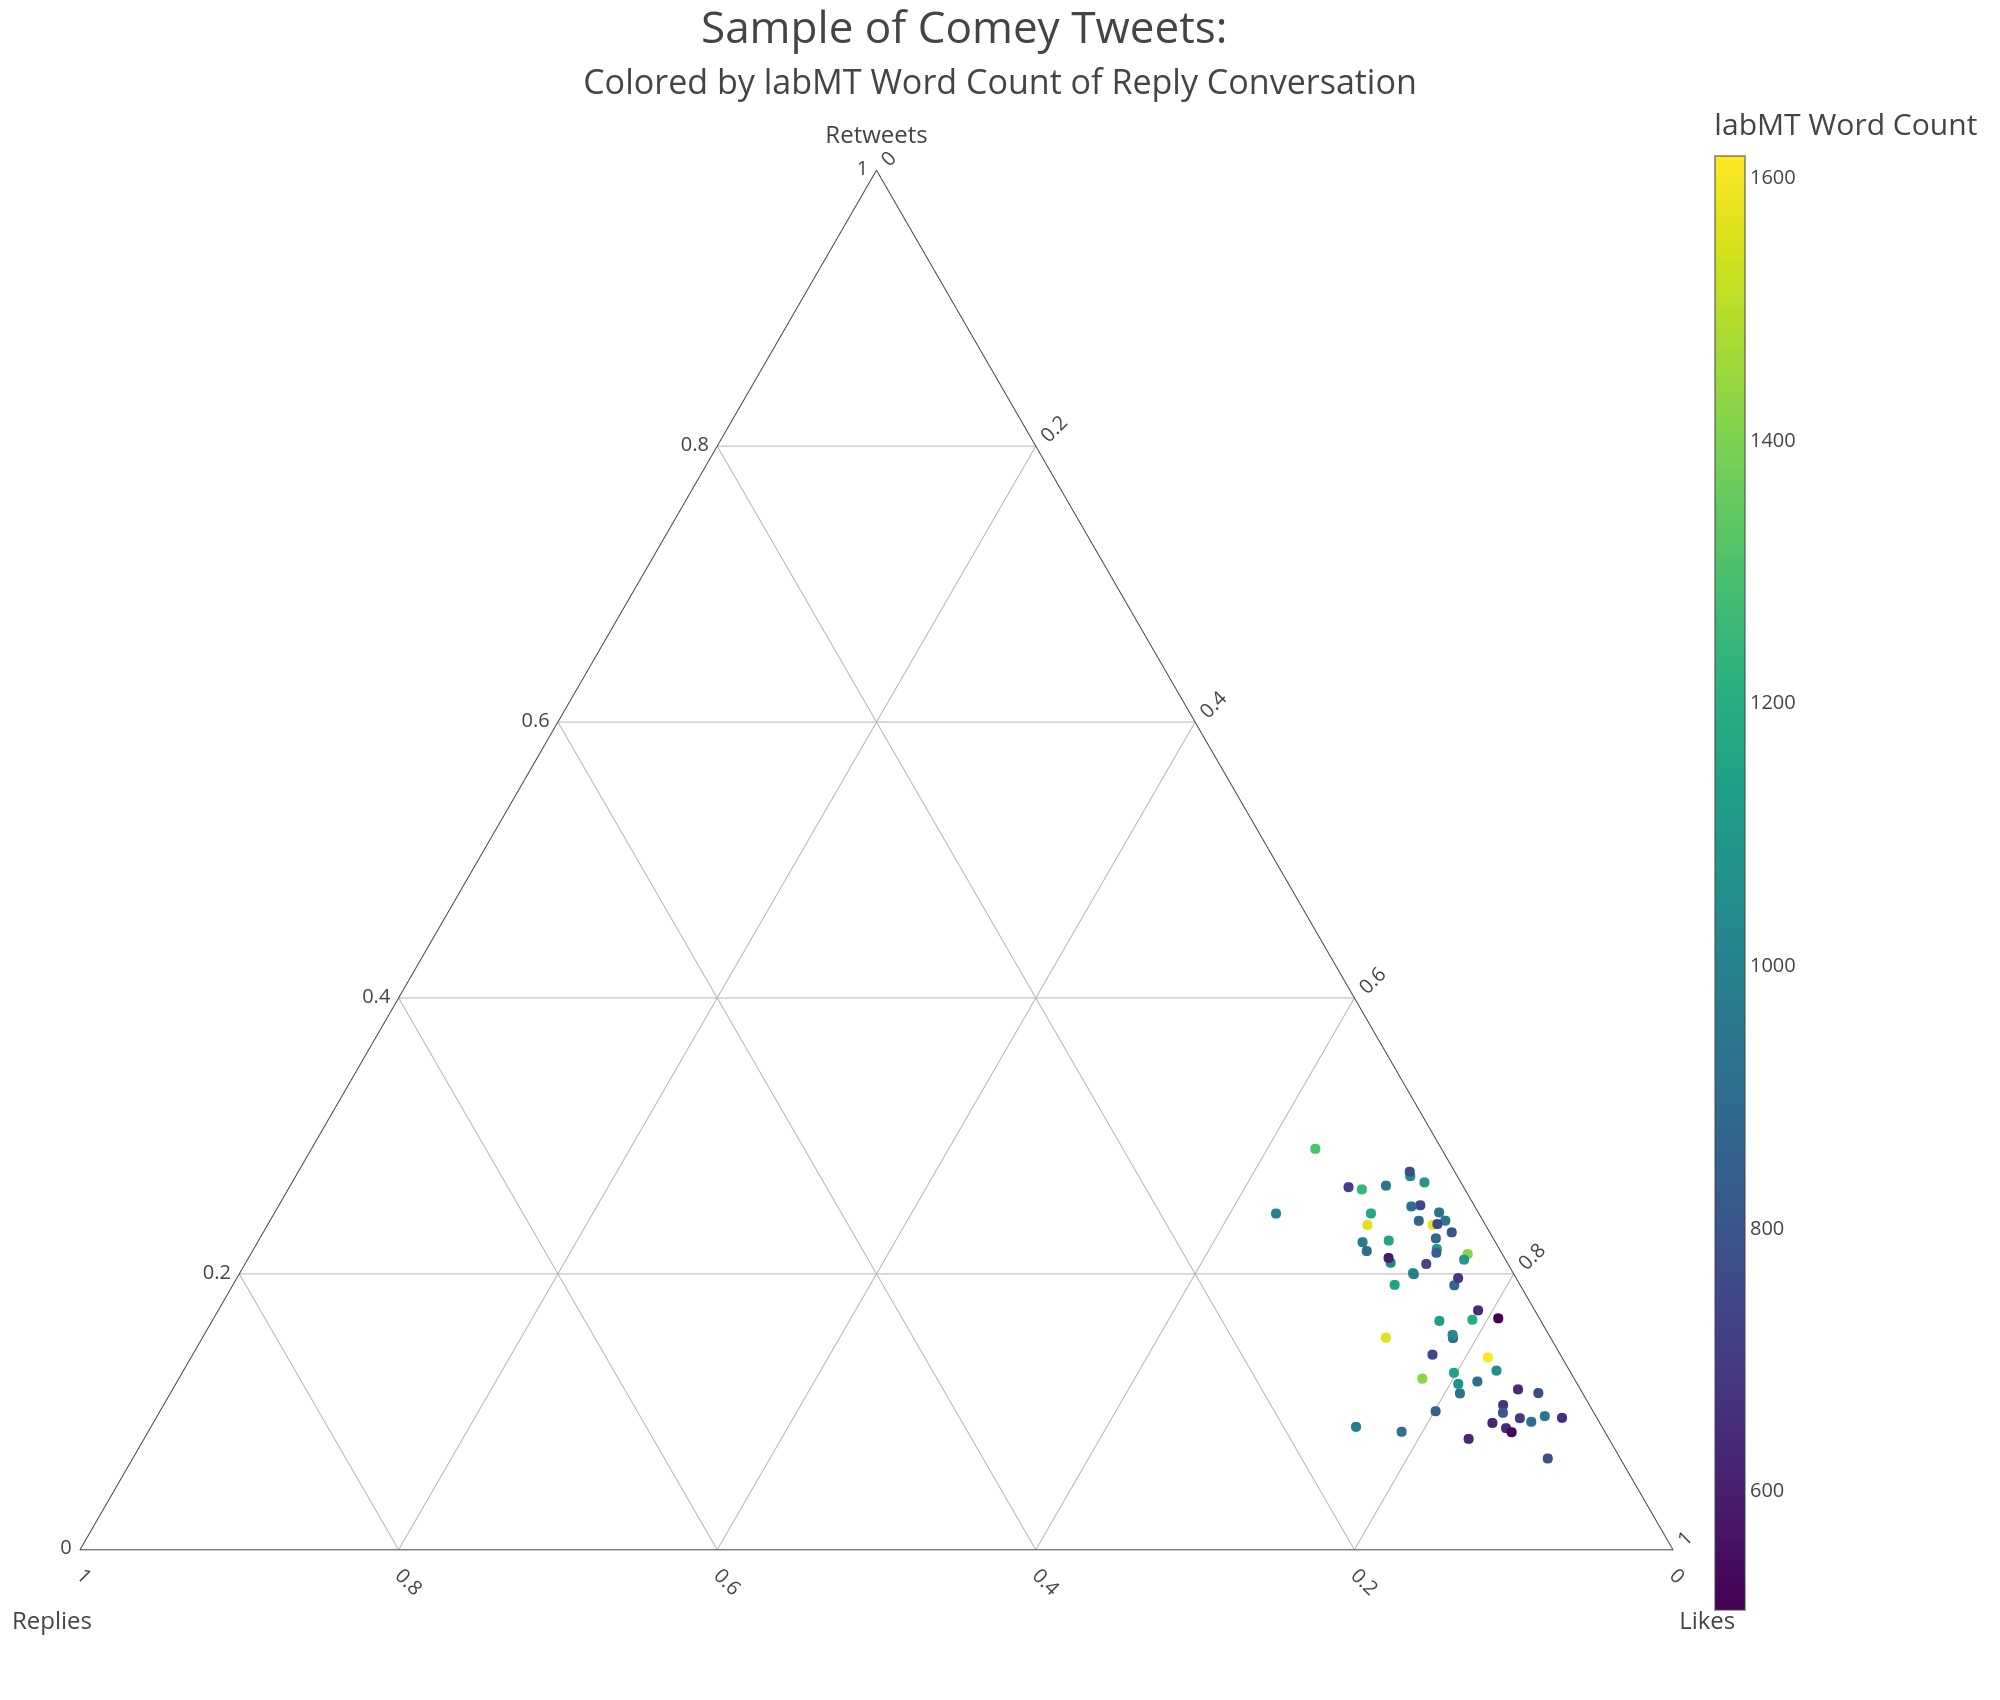 Sample of Comey Tweets:
Colored by labMT Word Count of Reply Conversation
labMT Word Count
Retweets
1 0
1600
0.8 0.2
1400
0.6 0.4
1200
0.4 0.6
1000
0.2 0.8
800
600
0 1
1 0.8 0.6 0.4 0.2 0
Replies Likes